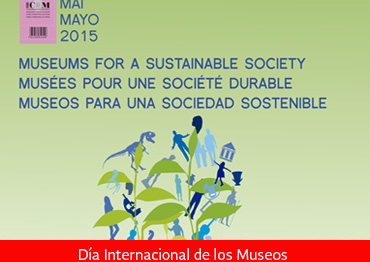 ICOM
MAI
MAYO
2015
MUSEUMS FOR A SUSTAINABLE SOCIETY
MUSÉES POUR UNE SOCIÉTÉ DURABLE
MUSEOS PARA UNA SOCIEDAD SOSTENIBLE
Día Internacional de los Museos